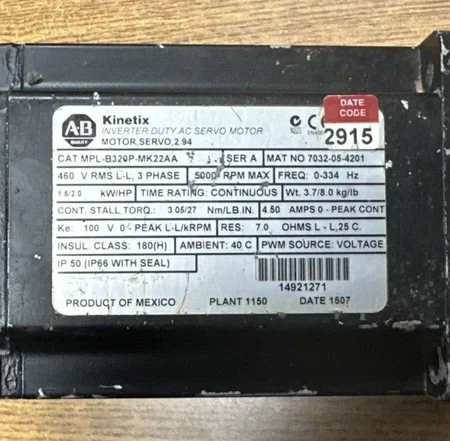 A·B
Kinetix
INVERTER DUTY AC SERVO MOTOR
MOTOR,SERVO,2.94
DATE CODE
2915
CAT MPL-B320P-MK22AA SER A MAT NO 7032-05-4201
460 V RMS L-L, 3 PHASE 5000 RPM MAX FREQ: 0-334 Hz
1.5/2.0 kW/HP TIME RATING: CONTINUOUS Wt. 3.7/8.0 kg/lb
CONT. STALL TORQ.: 3.05/27 Nm/LB.IN. 4.50 AMPS 0 - PEAK CONT
Ke: 100 V 0-PEAK L-L/kRPM RES: 7.0 OHMS L - L,25 C.
INSUL. CLASS: 180(H) AMBIENT: 40 C PWM SOURCE: VOLTAGE
IP 50 (IP66 WITH SEAL)
14921271
PRODUCT OF MEXICO PLANT 1150 DATE 1507